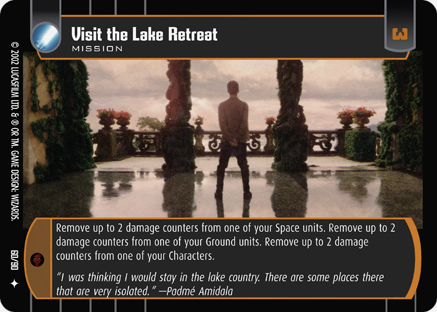 Visit the Lake Retreat
3
MISSION
Remove up to 2 damage counters from one of your Space units. Remove up to 2
damage counters from one of your Ground units. Remove up to 2 damage
counters from one of your Characters.
"I was thinking I would stay in the lake country. There are some places there
that are very isolated." —Padmé Amidala
© 2002 LUCASFILM LTD. & ® OR TM. GAME DESIGN: WIZARDS.
60/90